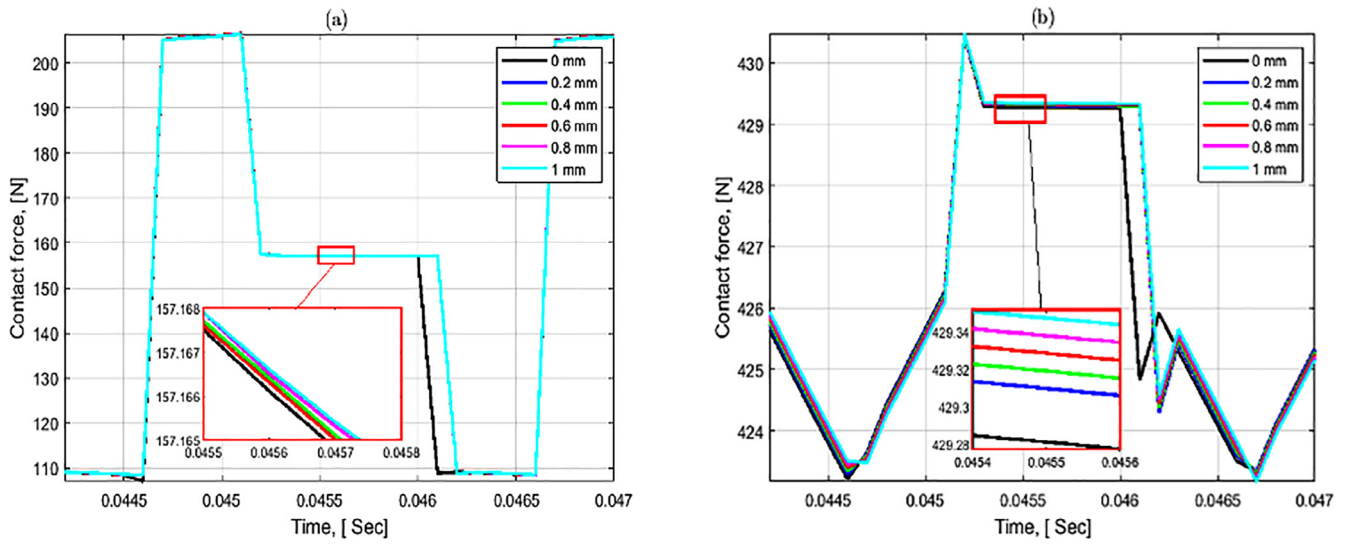 (a)
Contact force, [N]
200
190
180
170
160
150
140
130
120
110
0 mm
0.2 mm
0.4 mm
0.6 mm
0.8 mm
1 mm
157.168
157.167
157.166
157.165
0.0455
0.0456
0.0457
0.0458
0.0445
0.045
0.0455
0.046
0.0465
0.047
Time, [ Sec]
(b)
Contact force, [N]
430
429
428
427
426
425
424
0 mm
0.2 mm
0.4 mm
0.6 mm
0.8 mm
1 mm
429.34
429.32
429.3
429.28
0.0454
0.0455
0.0456
0.0445
0.045
0.0455
0.046
0.0465
0.047
Time, [ Sec]